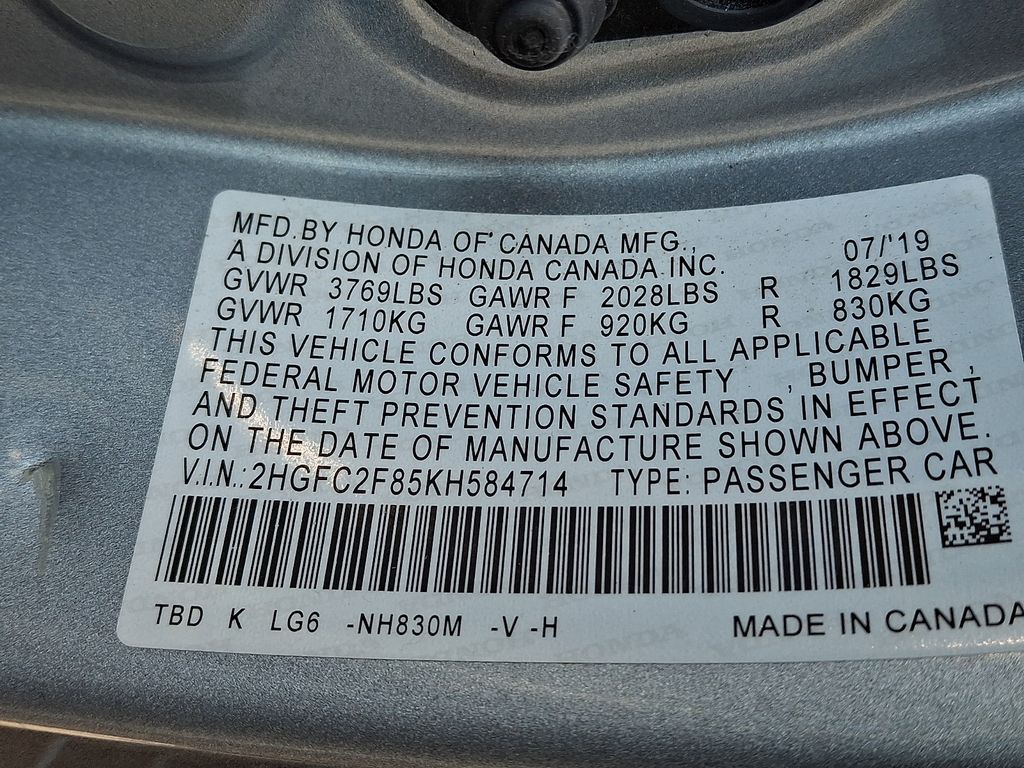 MFD.BY HONDA OF CANADA MFG.,
A DIVISION OF HONDA CANADA INC. 07/'19
GVWR 3769LBS GAWR F 2028LBS R 1829LBS
GVWR 1710KG GAWR F 920KG R 830KG
THIS VEHICLE CONFORMS TO ALL APPLICABLE
FEDERAL MOTOR VEHICLE SAFETY , BUMPER ,
AND THEFT PREVENTION STANDARDS IN EFFECT
ON THE DATE OF MANUFACTURE SHOWN ABOVE.
V.I.N.:2HGFC2F85KH584714 TYPE: PASSENGER CAR
TBD K LG6 -NH830M -V -H MADE IN CANADA